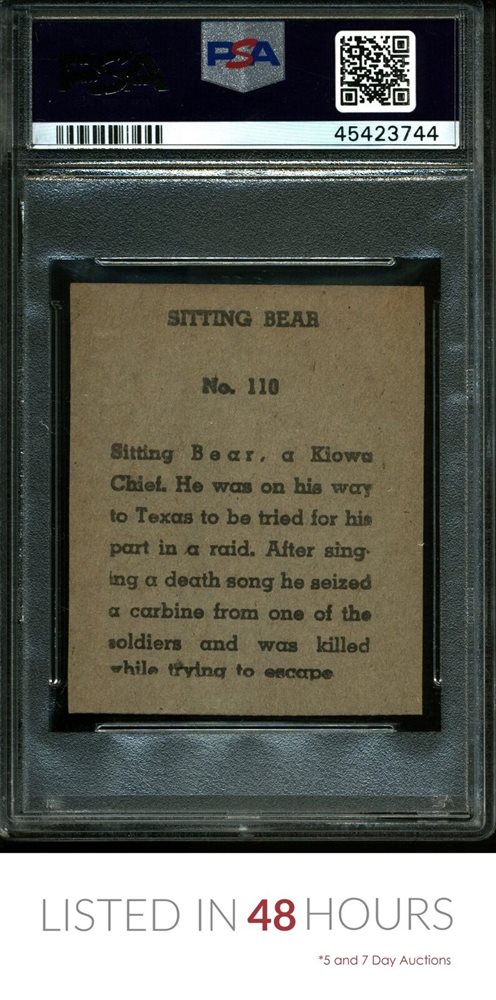 PSA
PSA
45423744
SITTING BEAR
No. 110
Sitting Bear, a Kiowa
Chief. He was on his way
to Texas to be tried for his
part in a raid. After sing-
ing a death song he seized
a carbine from one of the
soldiers and was killed
while trying to escape
LISTED IN 48 HOURS
*5 and 7 Day Auctions